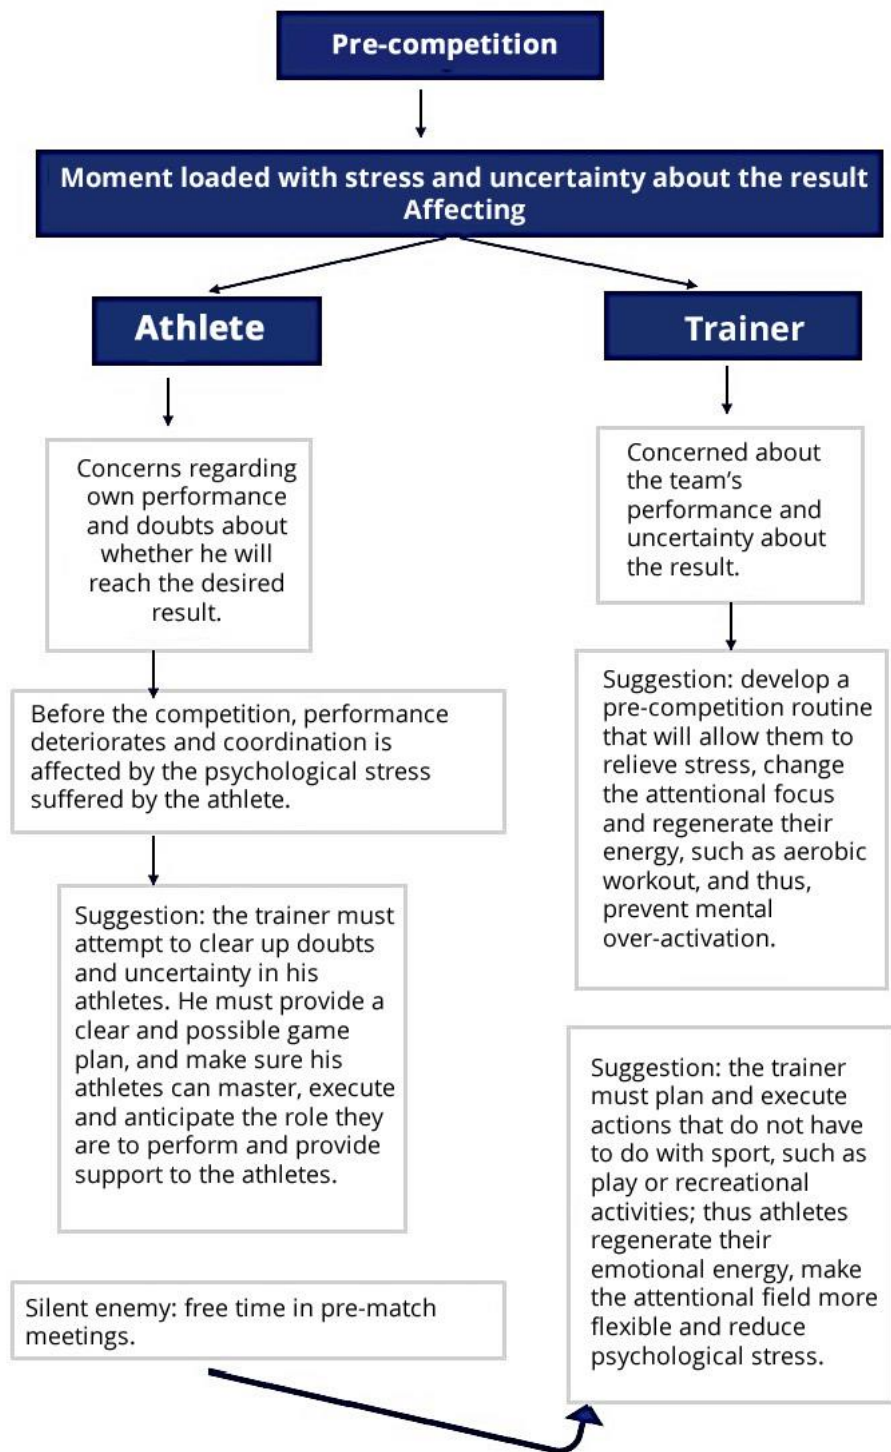 Pre-competition
Moment loaded with stress and uncertainty about the result
Affecting
Athlete
Concerns regarding
own performance
and doubts about
whether he will
reach the desired
result.
Before the competition, performance
deteriorates and coordination is
affected by the psychological stress
suffered by the athlete.
Suggestion: the trainer must
attempt to clear up doubts
and uncertainty in his
athletes. He must provide a
clear and possible game
plan, and make sure his
athletes can master, execute
and anticipate the role they
are to perform and provide
support to the athletes.
Silent enemy: free time in pre-match
meetings.
Trainer
Concerned about
the team’s
performance and
uncertainty about
the result.
Suggestion: develop a
pre-competition routine
that will allow them to
relieve stress, change
the attentional focus
and regenerate their
energy, such as aerobic
workout, and thus,
prevent mental
over-activation.
Suggestion: the trainer
must plan and execute
actions that do not have
to do with sport, such as
play or recreational
activities; thus athletes
regenerate their
emotional energy, make
the attentional field more
flexible and reduce
psychological stress.